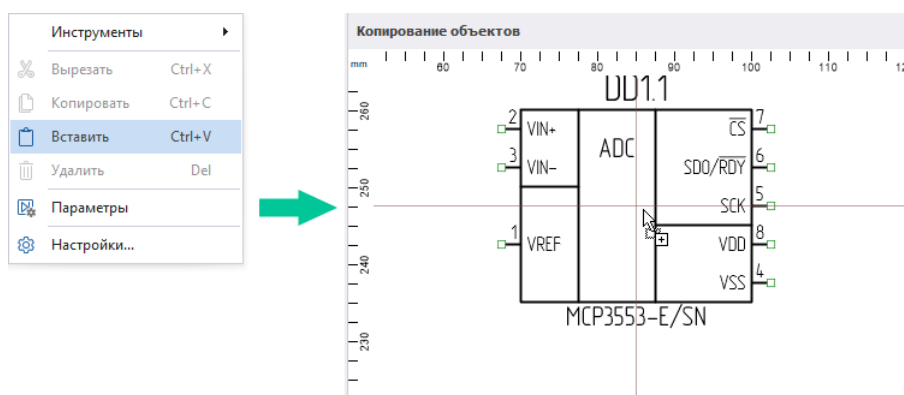 Инструменты
Вырезать Ctrl+X
Копировать Ctrl+C
Вставить Ctrl+V
Удалить Del
Параметры
Настройки...
Копирование объектов
mm 60 70 80 90 100 110 12
260
250
240
230
DD1.1
2 VIN+ ADC CS 7
3 VIN- SDO/RDY 6
SCK 5
1 VREF VDD 8
VSS 4
MCP3553-E/SN